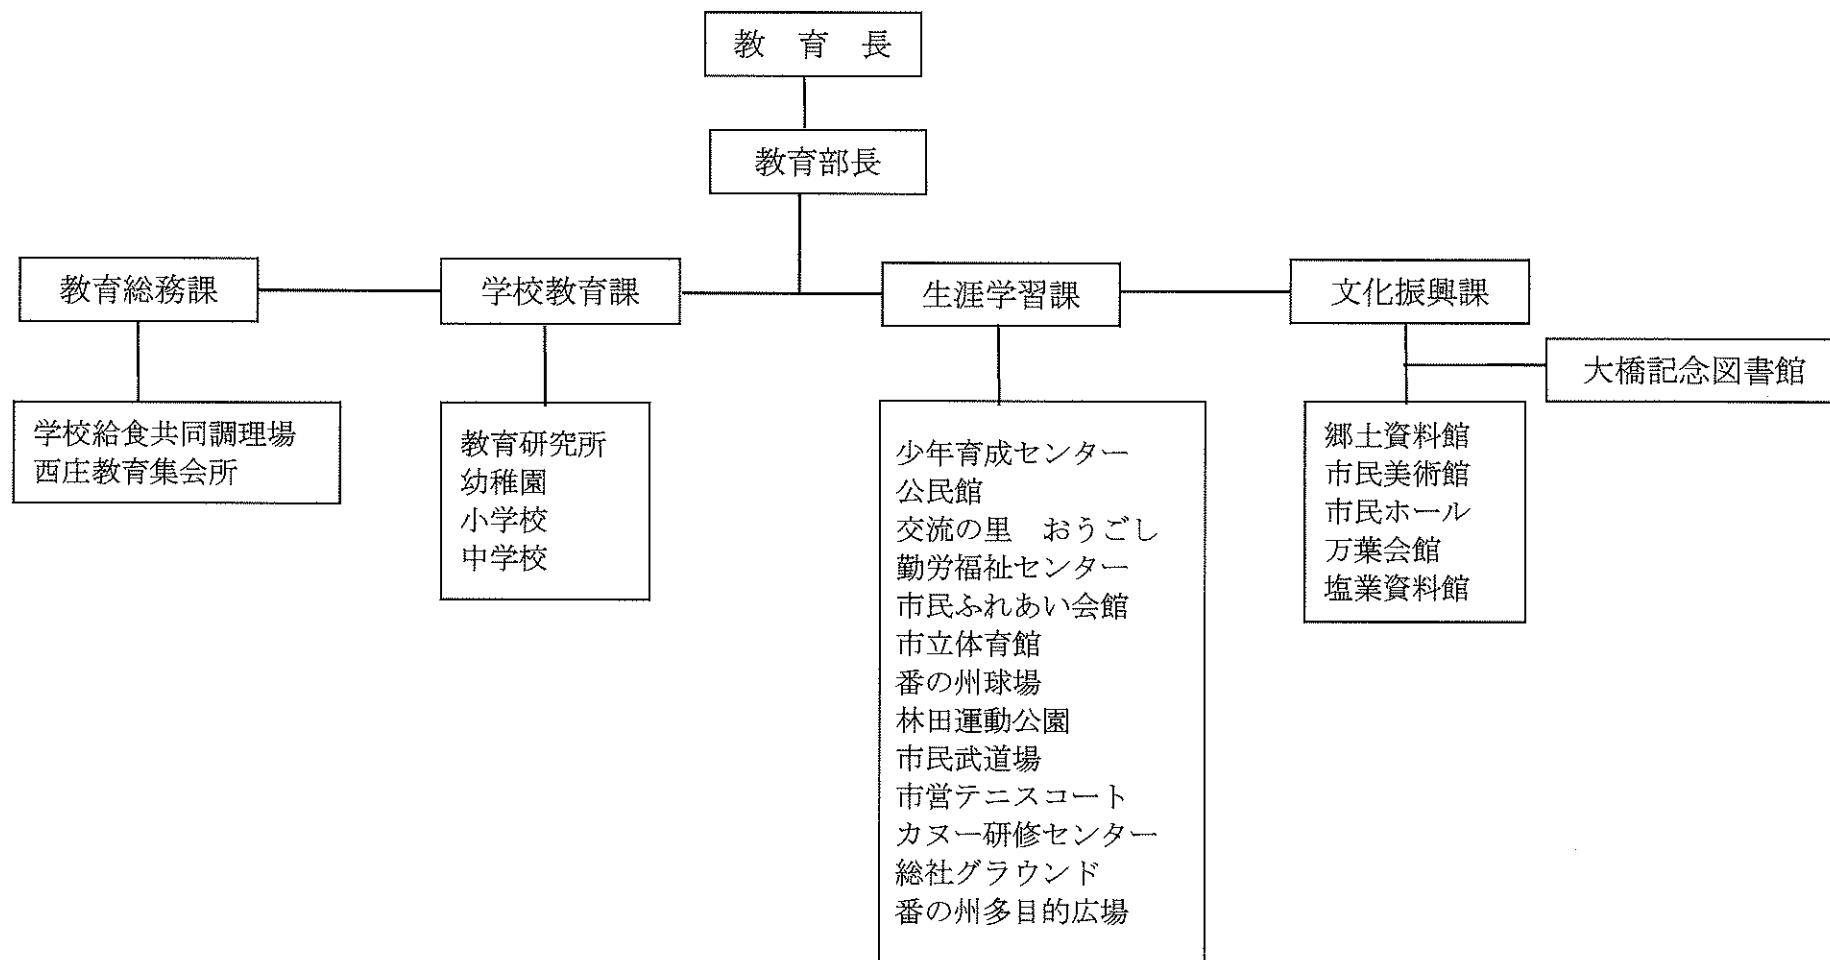 教　育　長
教育部長
教育総務課
学校教育課
生涯学習課
文化振興課
大橋記念図書館
学校給食共同調理場
西庄教育集会所
教育研究所
幼稚園
小学校
中学校
少年育成センター
公民館
交流の里　おうごし
勤労福祉センター
市民ふれあい会館
市立体育館
番の州球場
林田運動公園
市民武道場
市営テニスコート
カヌー研修センター
総社グラウンド
番の州多目的広場
郷土資料館
市民美術館
市民ホール
万葉会館
塩業資料館